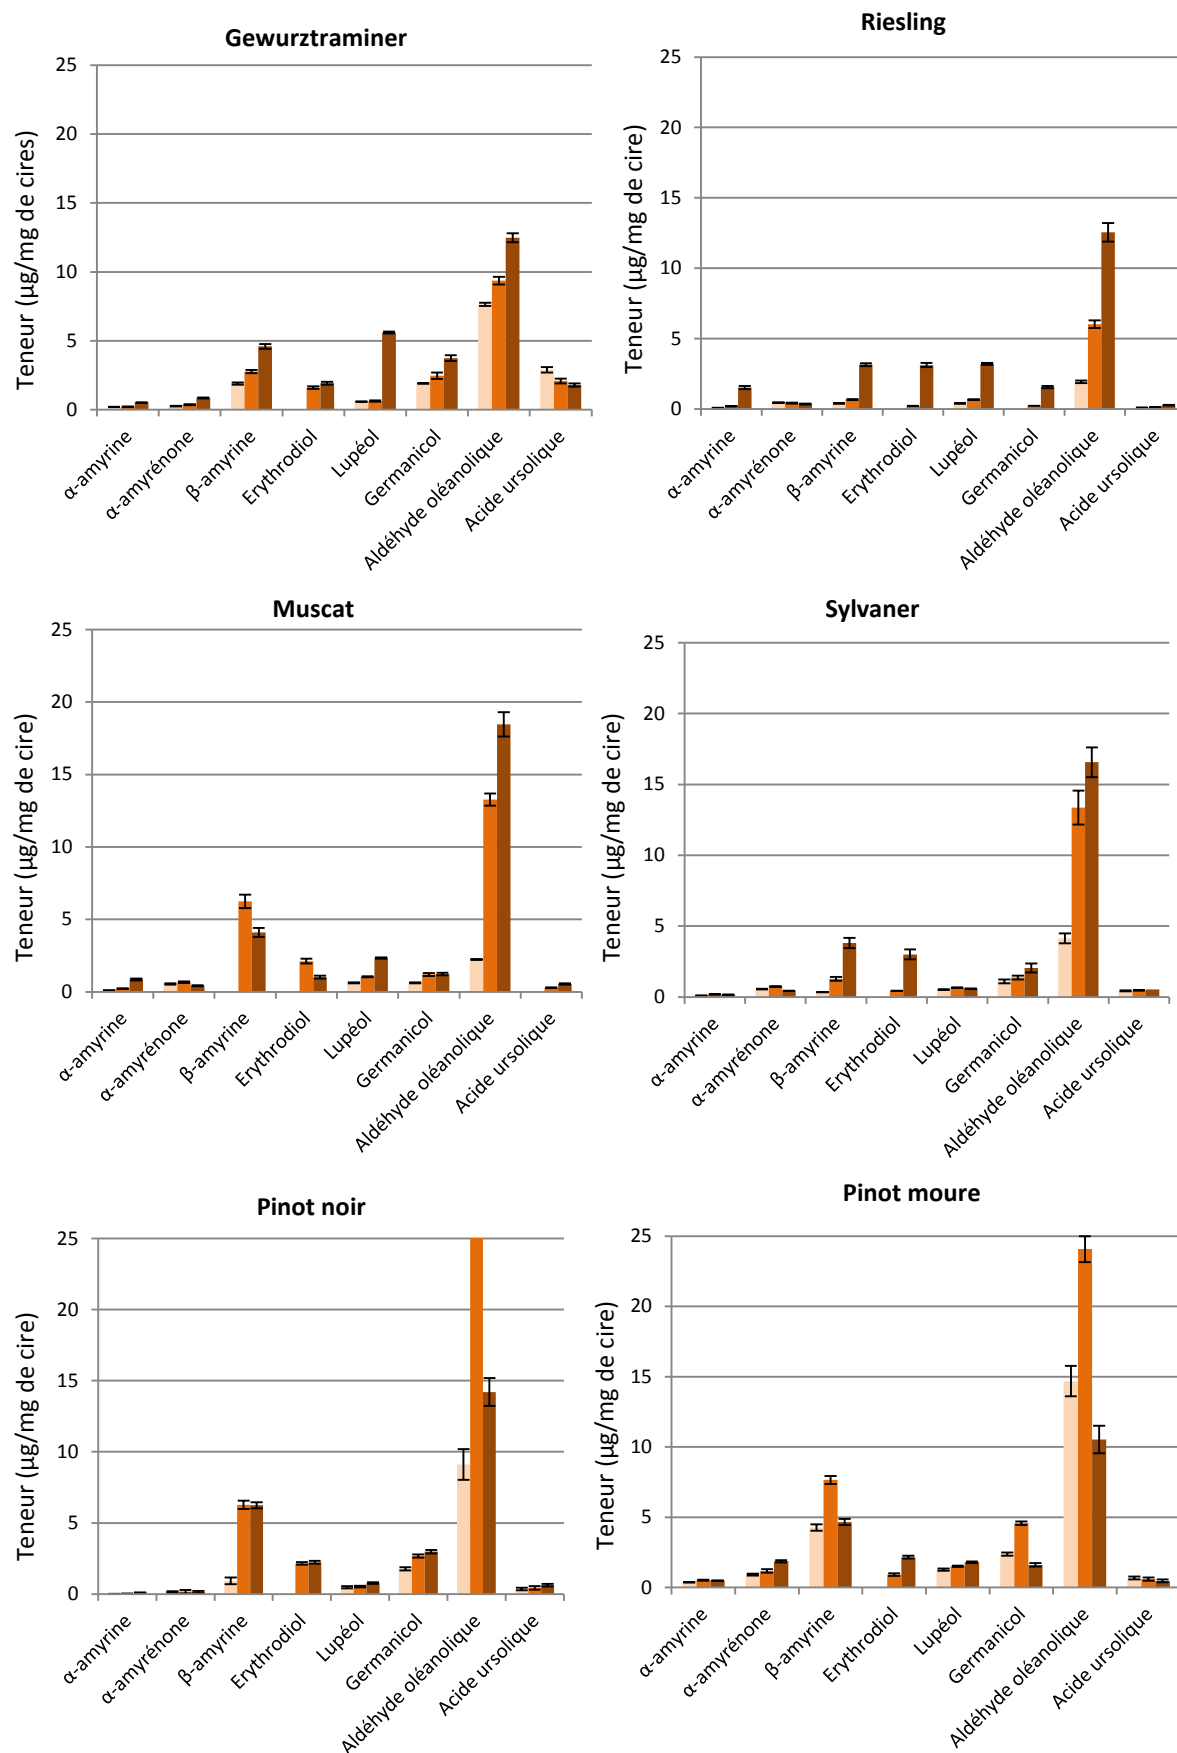 Gewurztraminer
25
20
15
10
5
0
Teneur (µg/mg de cires)
α-amyrine
α-amyrénone
β-amyrine
Erythrodiol
Lupéol
Germanicol
Aldéhyde oléanolique
Acide ursolique
Riesling
25
20
15
10
5
0
Teneur (µg/mg de cire)
α-amyrine
α-amyrénone
β-amyrine
Erythrodiol
Lupéol
Germanicol
Aldéhyde oléanolique
Acide ursolique
Muscat
25
20
15
10
5
0
Teneur (µg/mg de cire)
α-amyrine
α-amyrénone
β-amyrine
Erythrodiol
Lupéol
Germanicol
Aldéhyde oléanolique
Acide ursolique
Sylvaner
25
20
15
10
5
0
Teneur (µg/mg de cire)
α-amyrine
α-amyrénone
β-amyrine
Erythrodiol
Lupéol
Germanicol
Aldéhyde oléanolique
Acide ursolique
Pinot noir
25
20
15
10
5
0
Teneur (µg/mg de cire)
α-amyrine
α-amyrénone
β-amyrine
Erythrodiol
Lupéol
Germanicol
Aldéhyde oléanolique
Acide ursolique
Pinot moure
25
20
15
10
5
0
Teneur (µg/mg de cire)
α-amyrine
α-amyrénone
β-amyrine
Erythrodiol
Lupéol
Germanicol
Aldéhyde oléanolique
Acide ursolique